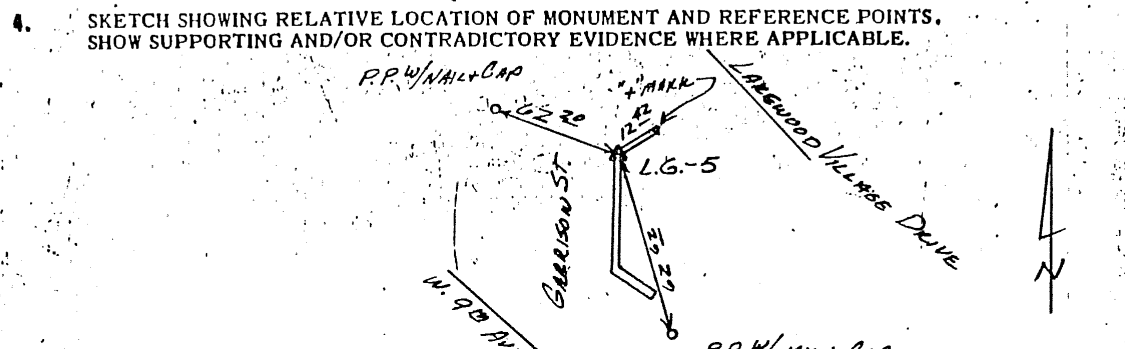 4. SKETCH SHOWING RELATIVE LOCATION OF MONUMENT AND REFERENCE POINTS.
SHOW SUPPORTING AND/OR CONTRADICTORY EVIDENCE WHERE APPLICABLE.
P.P. W/NAIL+CAP
"+" MARK
LAKEWOOD VILLAGE DRIVE
62 20
12 42
L.G.-5
GARRISON ST.
W. 9TH AV
N
P.P. W/